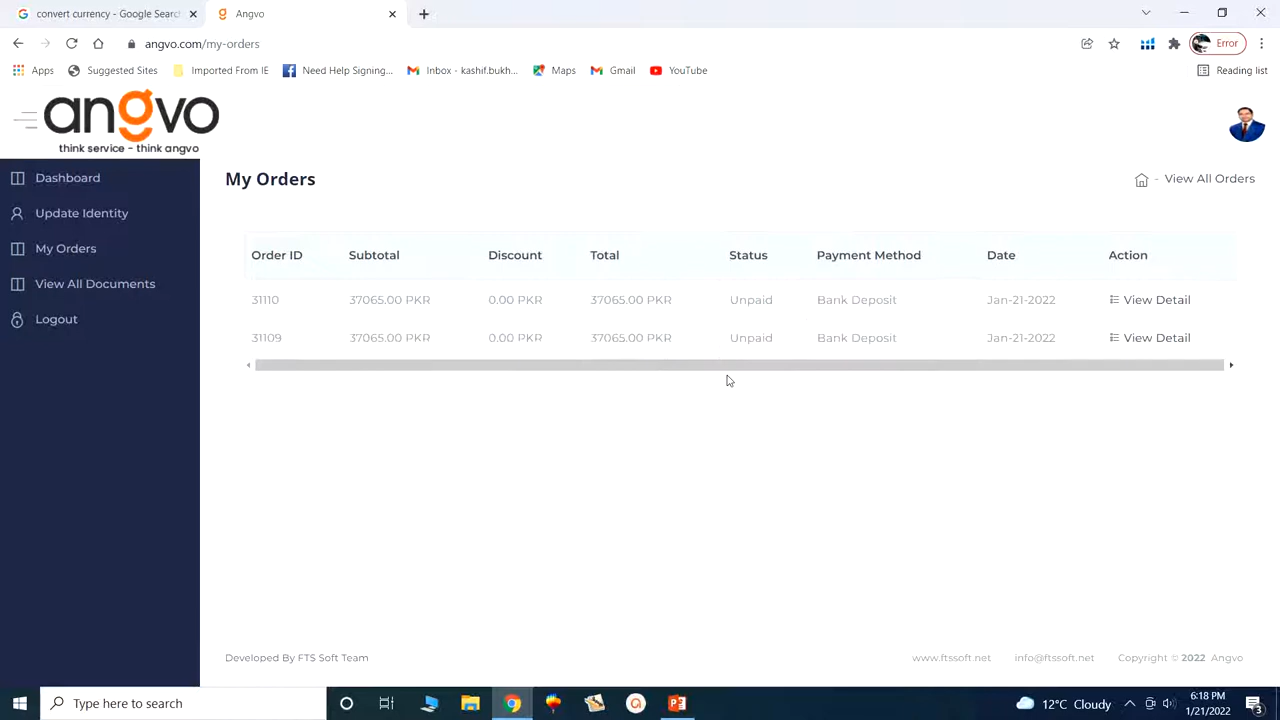 convert currency - Google Searc
Angvo
angvo.com/my-orders
Error
Apps
Suggested Sites
Imported From IE
Need Help Signing...
Inbox - kashif.bukh...
Maps
Gmail
YouTube
Reading list
angvo
think service - think angvo
Dashboard
Update Identity
My Orders
View All Documents
Logout
My Orders
- View All Orders
Order ID Subtotal Discount Total Status Payment Method Date Action
31110 37065.00 PKR 0.00 PKR 37065.00 PKR Unpaid Bank Deposit Jan-21-2022 View Detail
31109 37065.00 PKR 0.00 PKR 37065.00 PKR Unpaid Bank Deposit Jan-21-2022 View Detail
Developed By FTS Soft Team
www.ftssoft.net info@ftssoft.net Copyright © 2022 Angvo
Type here to search
12°C Cloudy
6:18 PM
1/21/2022
3